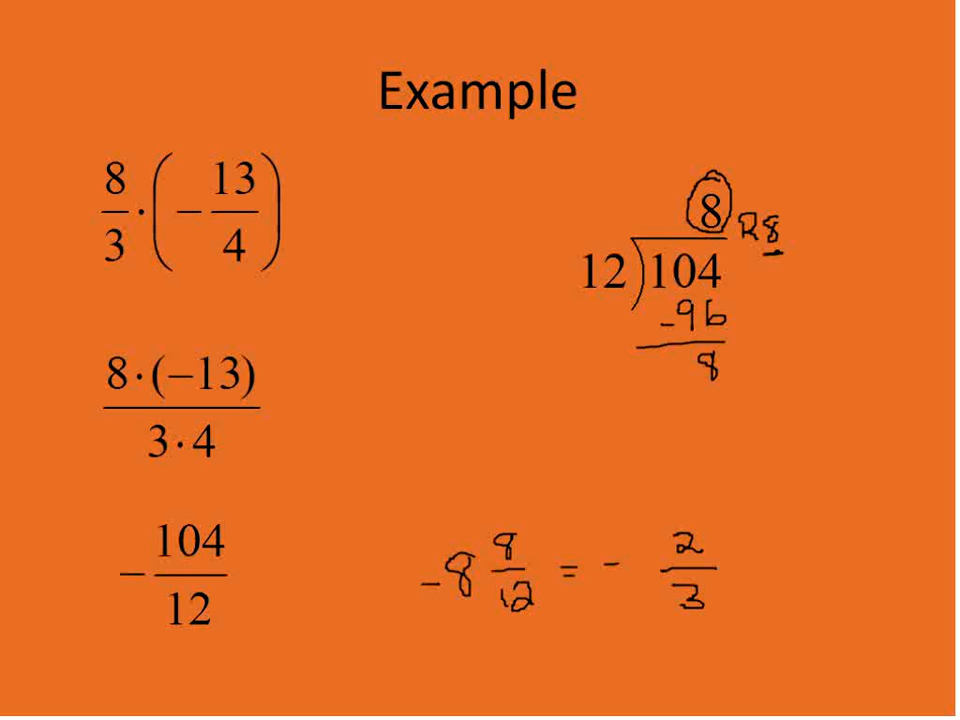 Example
8/3 · (− 13/4)
8 · (−13) / 3 · 4
− 104/12
8 R8
12)104
-96
8
-8 8/12 = - 2/3